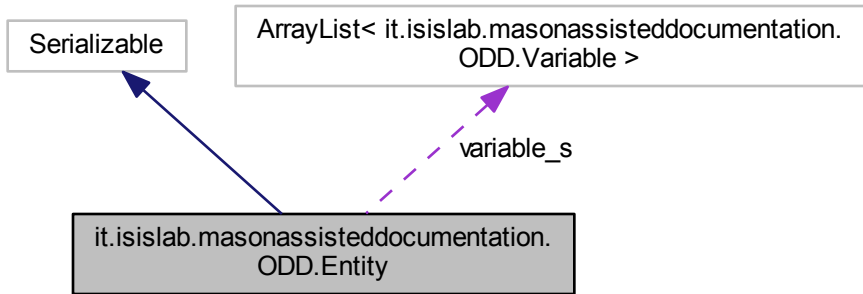 Serializable
ArrayList< it.isislab.masonassisteddocumentation.
ODD.Variable >
variable_s
it.isislab.masonassisteddocumentation.
ODD.Entity